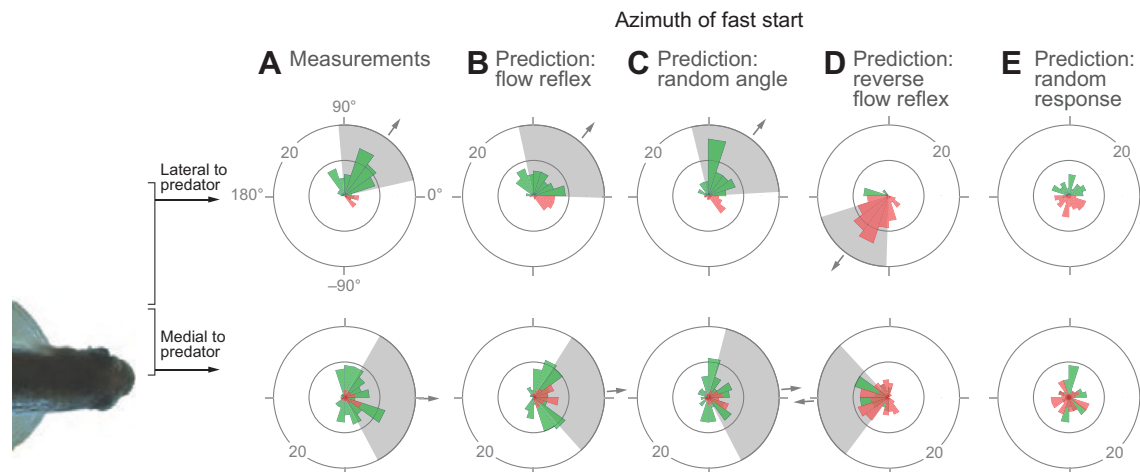 Azimuth of fast start
A Measurements
B Prediction:
flow reflex
C Prediction:
random angle
D Prediction:
reverse
flow reflex
E Prediction:
random
response
Lateral to
predator
90°
180°
0°
–90°
20
20
20
20
20
Medial to
predator
20
20
20
20
20